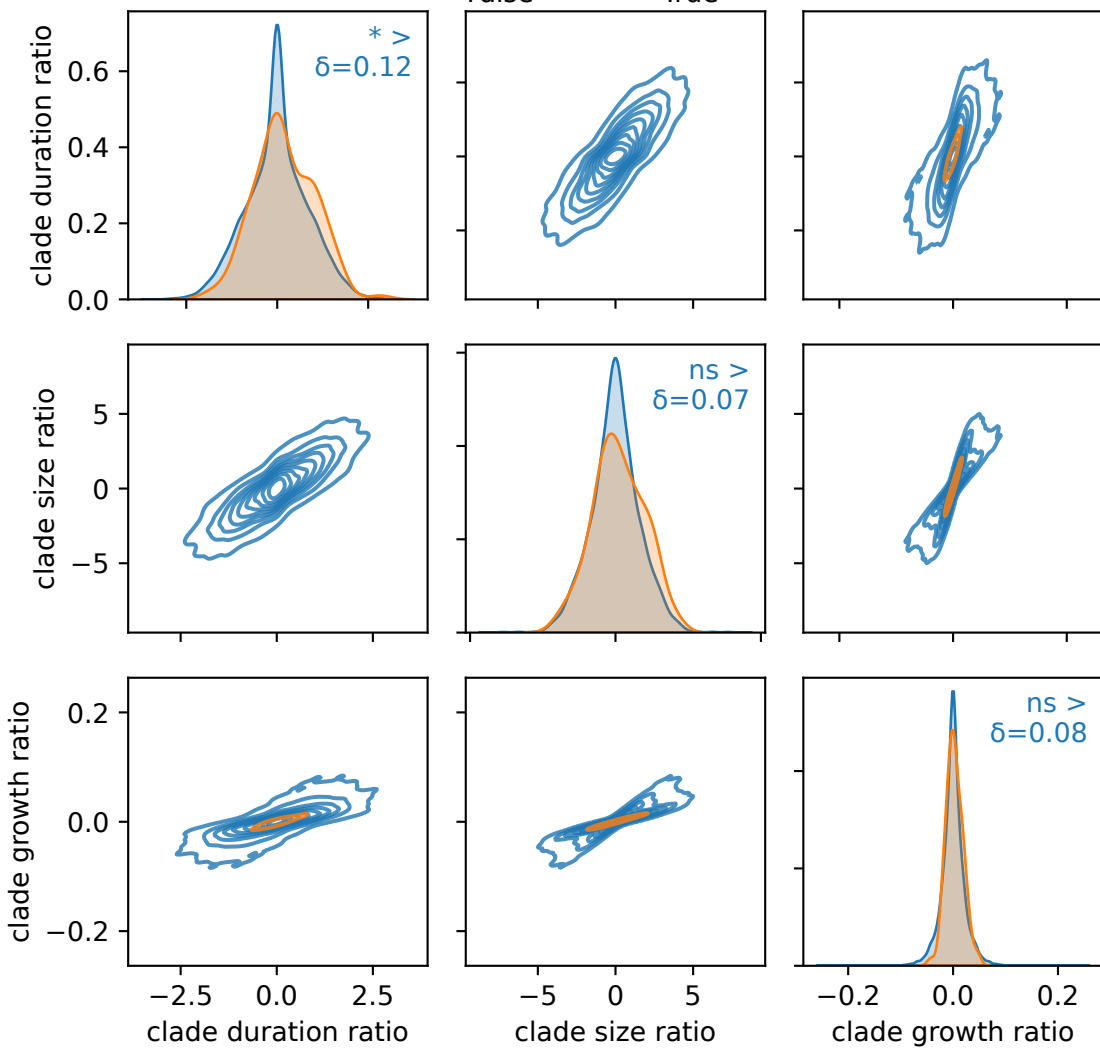 clade duration ratio
0.6
0.4
0.2
0.0
* >
δ=0.12
clade size ratio
5
0
−5
ns >
δ=0.07
clade growth ratio
0.2
0.0
−0.2
ns >
δ=0.08
−2.5 0.0 2.5
clade duration ratio
−5 0 5
clade size ratio
−0.2 0.0 0.2
clade growth ratio